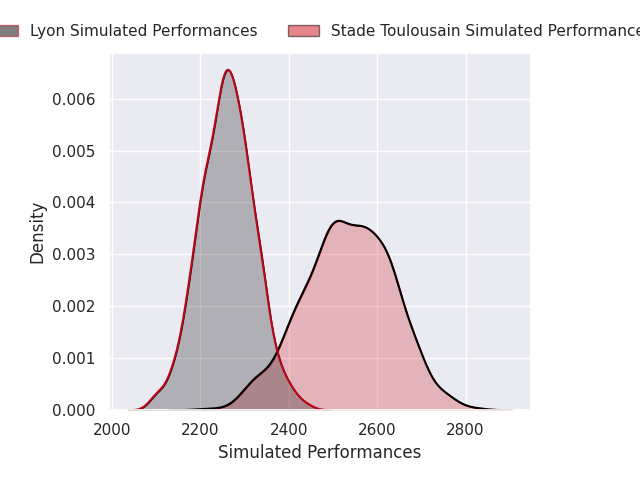 Lyon Simulated Performances
Stade Toulousain Simulated Performance
Density
0.006
0.005
0.004
0.003
0.002
0.001
0.000
2000 2200 2400 2600 2800
Simulated Performances